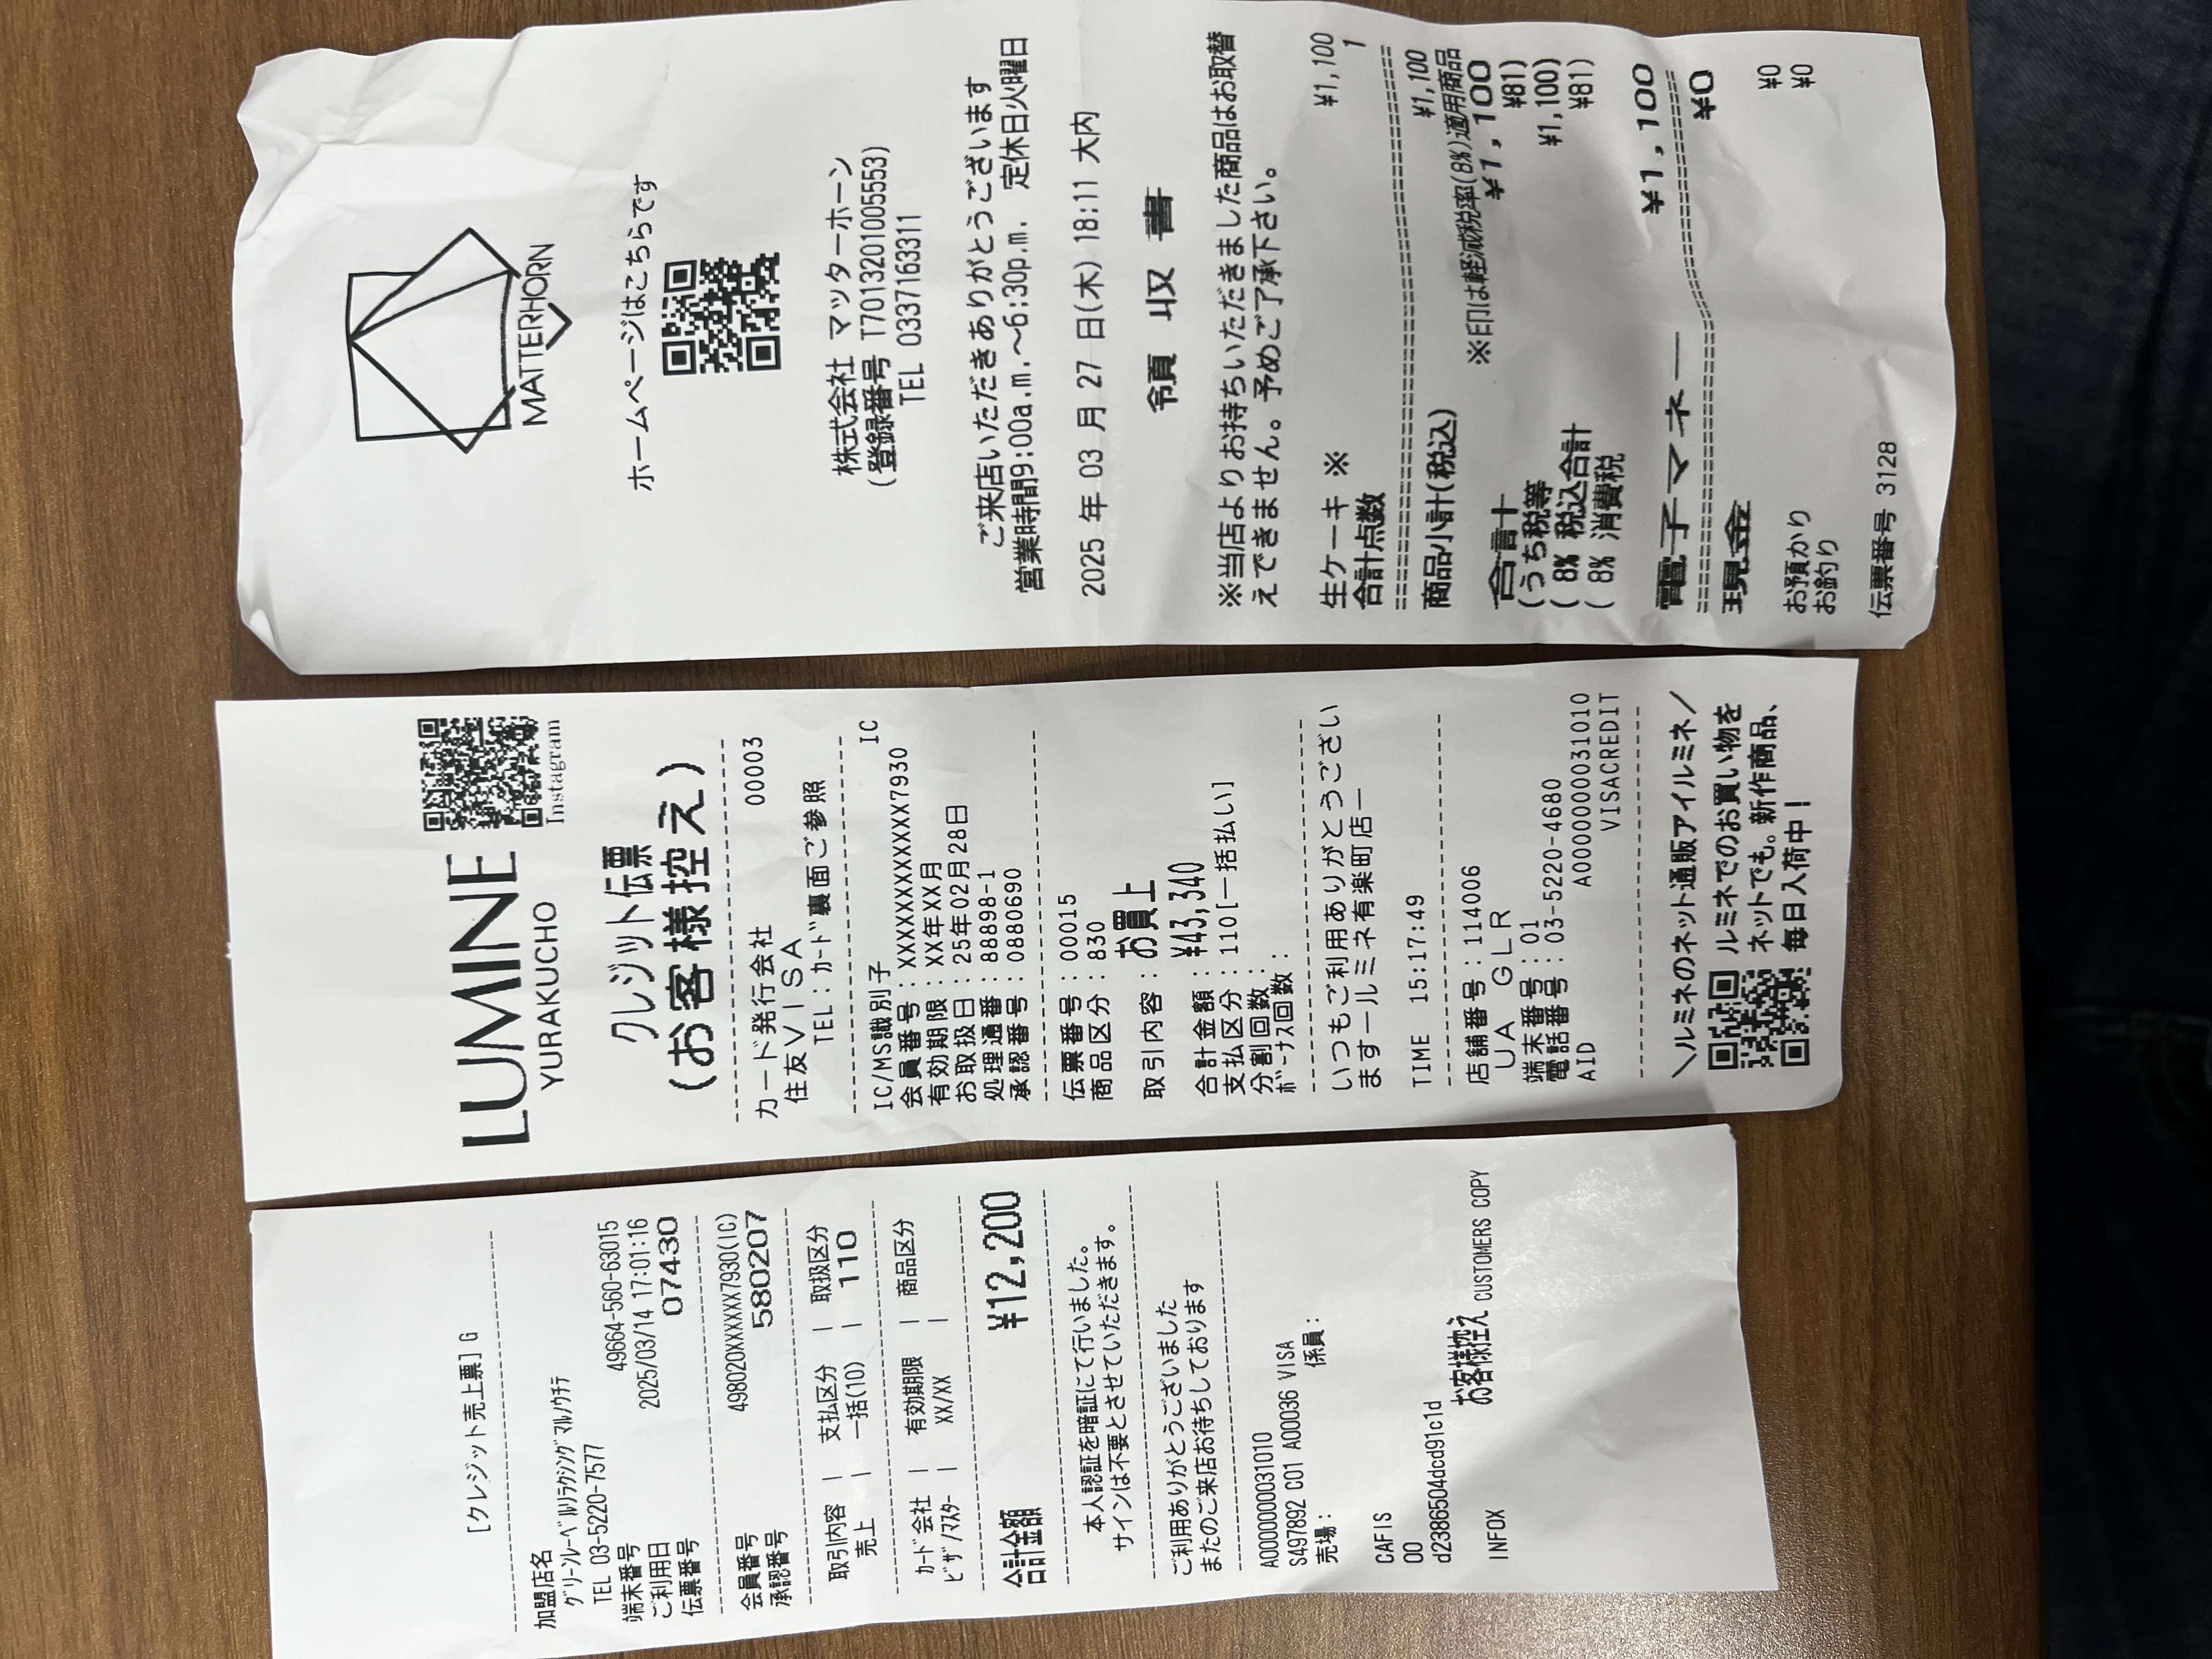 [クレジット売上票] G
加盟店名
グリーンレーベルリラクシングマルノウチテ
TEL 03-5220-7577
端末番号 49664-560-63015
ご利用日 2025/03/14 17:01:16
伝票番号 07430
会員番号 498020XXXXXX7930(IC)
承認番号 580207
取引内容 | 支払区分 | 取扱区分
売上 | 一括(10) | 110
カード会社 | 有効期限 | 商品区分
ビザ/マスター | XX/XX |
合計金額 ¥12,200
本人認証を暗証にて行いました。
サインは不要とさせていただきます。
ご利用ありがとうございました
またのご来店お待ちしております
A0000000031010
S497892 C01 A00036 VISA
売場: 係員:
CAFIS
00
d2386504dcd91c1d
お客様控え CUSTOMERS COPY
INFOX
LUMINE
YURAKUCHO
Instagram
クレジット伝票
(お客様控え)
カード発行会社 00003
住友VISA
TEL:カード裏面ご参照
IC/MS識別子 IC
会員番号:XXXXXXXXXXXX7930
有効期限:XX年XX月
お取扱日:25年02月28日
処理通番:88898-1
承認番号:0880690
伝票番号:00015
商品区分:830
取引内容:お買上
合計金額:¥43,340
支払区分:110[一括払い]
分割回数:
ボーナス回数:
いつもご利用ありがとうござい
ますールミネ有楽町店ー
TIME 15:17:49
店舗番号:114006
UA GLR
端末番号:01
電話番号:03-5220-4680
AID A0000000031010
VISACREDIT
\ルミネのネット通販アイルミネ/
ルミネでのお買い物を
ネットでも。新作商品、
毎日入荷中!
MATTERHORN
ホームページはこちらです
株式会社 マッターホーン
(登録番号 T7013201005553)
TEL 0337163311
ご来店いただきありがとうございます
営業時間9:00a.m.〜6:30p.m. 定休日火曜日
2025 年 03 月 27 日(木) 18:11 大内
領 収 書
※当店よりお持ちいただきました商品はお取替
えできません。予めご了承下さい。
生ケーキ ※ ¥1,100
合計点数 1
商品小計(税込) ¥1,100
※印は軽減税率(8%)適用商品
合計 ¥1,100
(うち税等 ¥81)
( 8% 税込合計 ¥1,100)
( 8% 消費税 ¥81)
電子マネー ¥1,100
現金 ¥0
お預かり ¥0
お釣り ¥0
伝票番号 3128